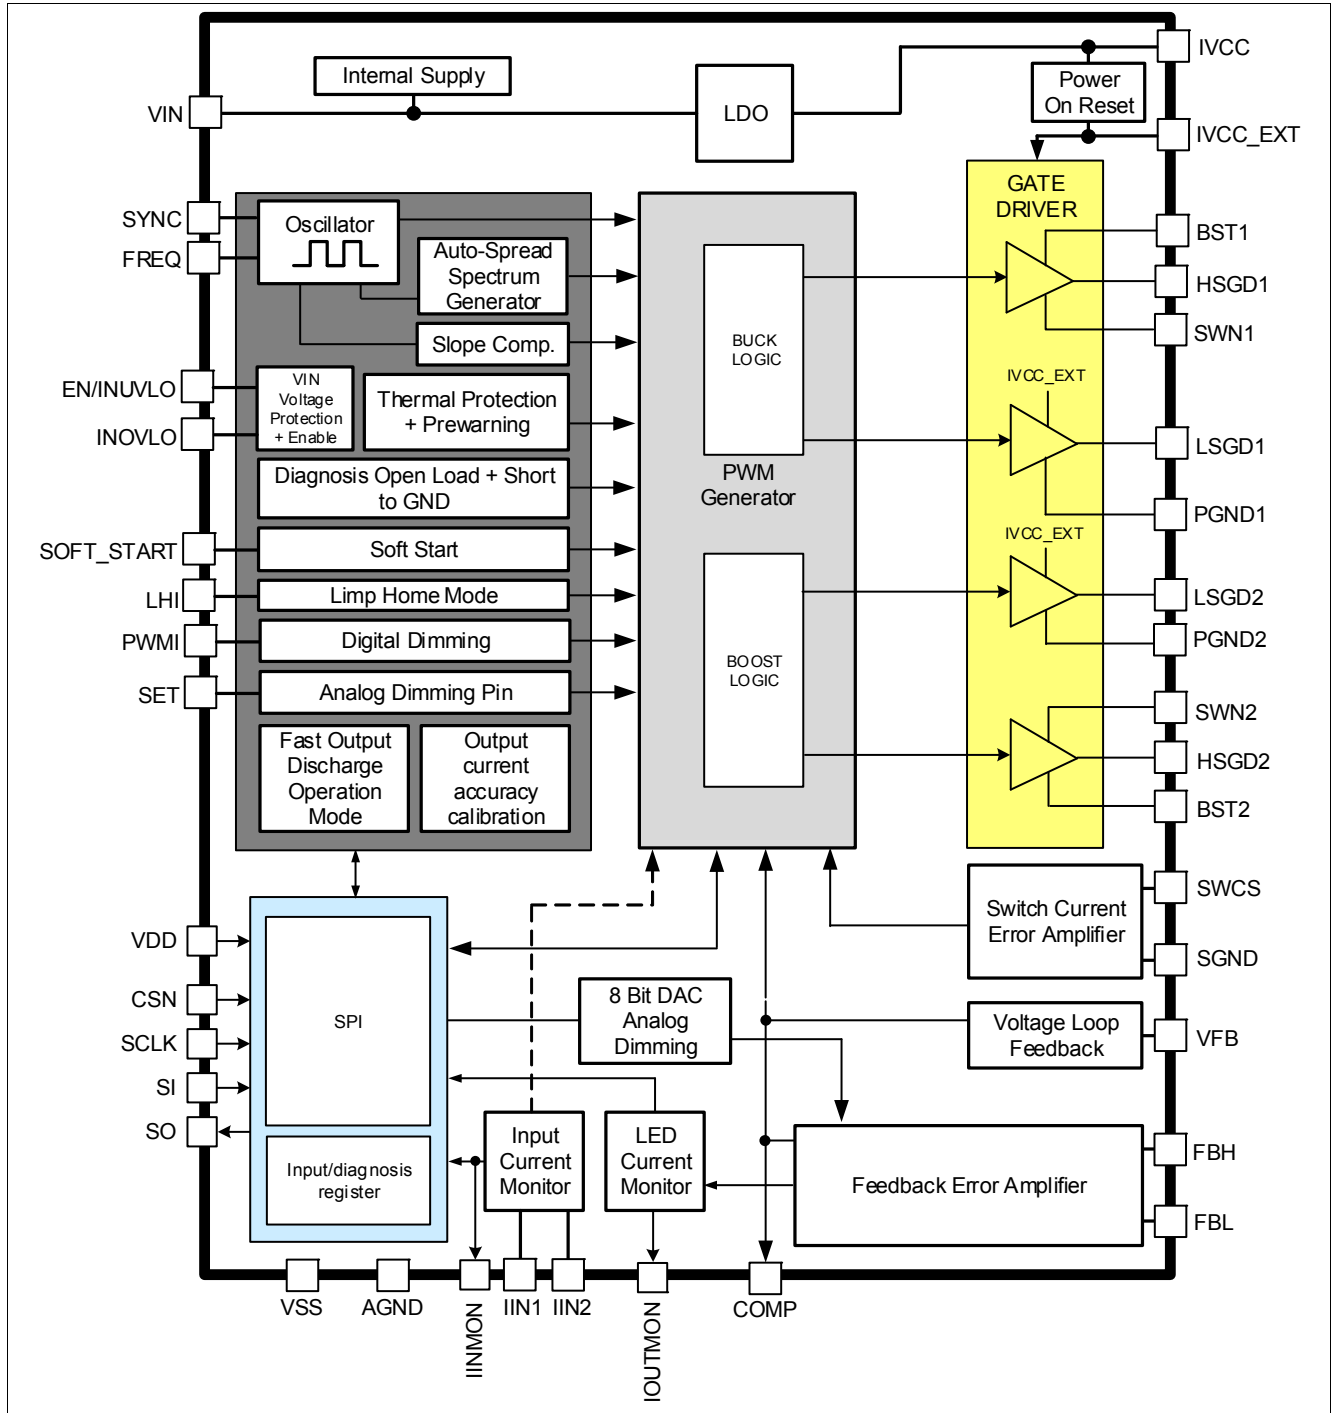 IVCC
Internal Supply
Power
On Reset
VIN
LDO
IVCC_EXT
GATE
DRIVER
SYNC
Oscillator
BST1
FREQ
Auto-Spread
Spectrum
Generator
HSGD1
SWN1
Slope Comp.
BUCK
LOGIC
EN/INUVLO
VIN
Voltage
Protection
+ Enable
Thermal Protection
+ Prewarning
IVCC_EXT
INOVLO
LSGD1
Diagnosis Open Load + Short
to GND
PWM
Generator
PGND1
IVCC_EXT
SOFT_START
Soft Start
LHI
Limp Home Mode
LSGD2
PWMI
Digital Dimming
PGND2
BOOST
LOGIC
SET
Analog Dimming Pin
SWN2
Fast Output
Discharge
Operation
Mode
Output
current
accuracy
calibration
HSGD2
BST2
SWCS
Switch Current
Error Amplifier
VDD
SGND
CSN
8 Bit DAC
Analog
Dimming
SPI
Voltage Loop
Feedback
VFB
SCLK
SI
SO
Input
Current
Monitor
LED
Current
Monitor
FBH
Input/diagnosis
register
Feedback Error Amplifier
FBL
VSS
AGND
IINMON
IIN1
IIN2
IOUTMON
COMP